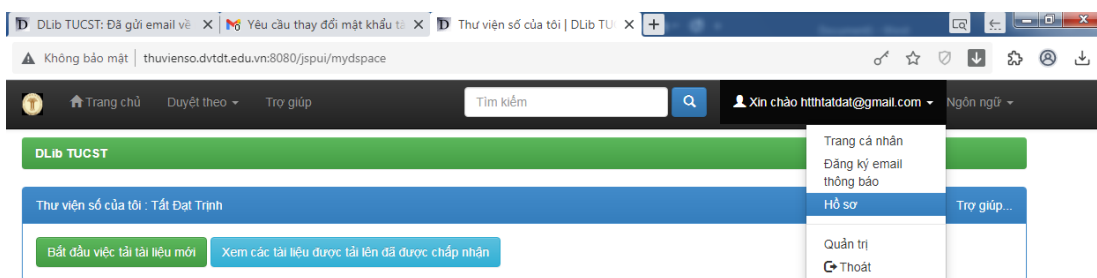 DLib TUCST: Đã gửi email về
Yêu cầu thay đổi mật khẩu tà
Thư viện số của tôi | DLib TU
Không bảo mật
thuvienso.dvtdt.edu.vn:8080/jspui/mydspace
Trang chủ
Duyệt theo
Trợ giúp
Tìm kiếm
Xin chào htthtatdat@gmail.com
Ngôn ngữ
Trang cá nhân
Đăng ký email
thông báo
Hồ sơ
Quản trị
Thoát
DLib TUCST
Thư viện số của tôi : Tất Đạt Trịnh
Trợ giúp...
Bắt đầu việc tải tài liệu mới
Xem các tài liệu được tải lên đã được chấp nhận